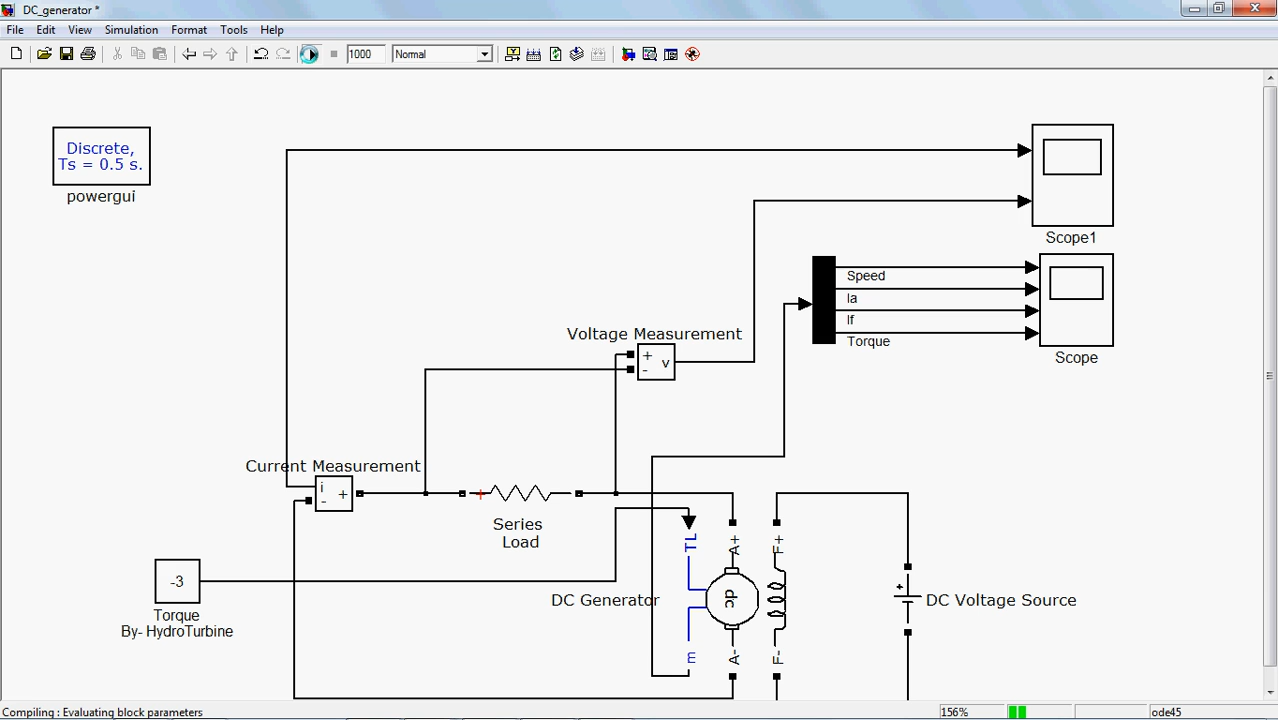 DC_generator *
File Edit View Simulation Format Tools Help
1000 Normal
Discrete,
Ts = 0.5 s.
powergui
Scope1
Speed
Ia
If
Torque
Scope
Voltage Measurement
+
-
v
Current Measurement
i
-
+
+
Series
Load
-3
Torque
By- HydroTurbine
TL
m
A+
A-
dc
F+
F-
DC Generator
+
DC Voltage Source
Compiling : Evaluating block parameters 156% ode45